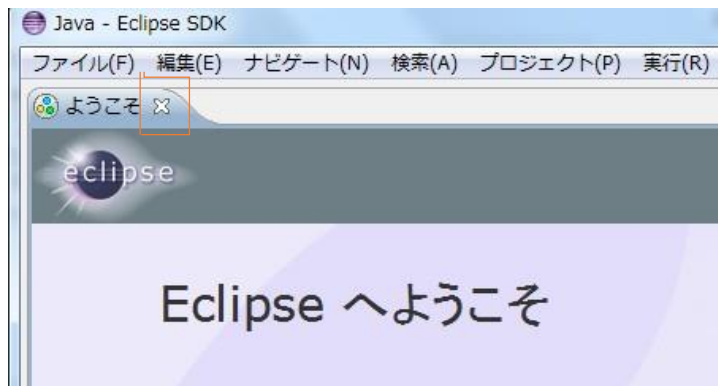 Java - Eclipse SDK
ファイル(F) 編集(E) ナビゲート(N) 検索(A) プロジェクト(P) 実行(R)
ようこそ
eclipse
Eclipse へようこそ